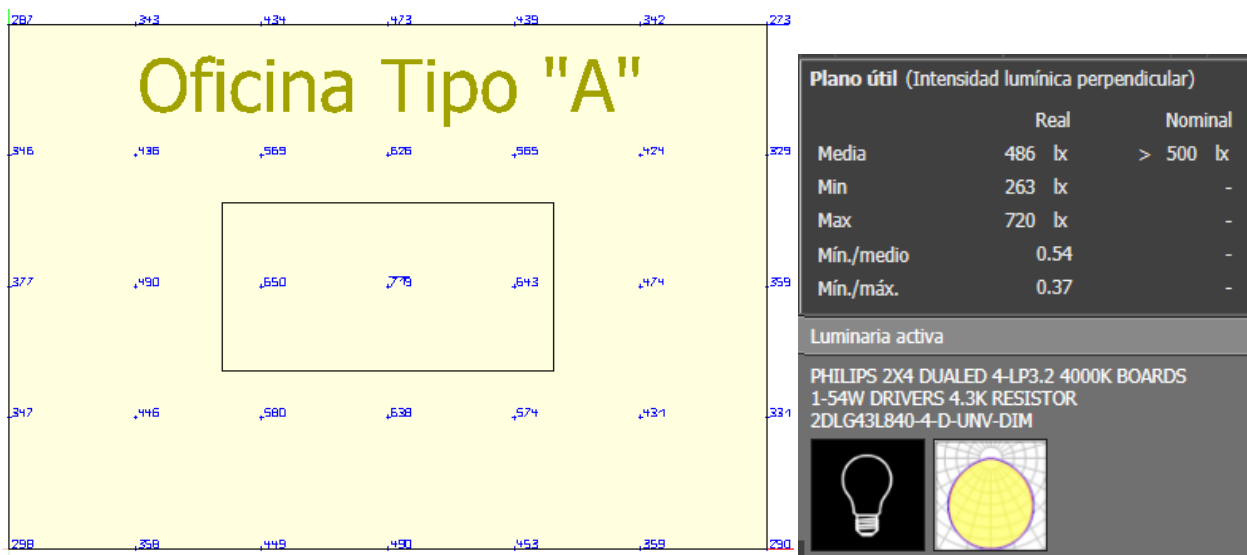 287 343 434 473 439 342 273
Oficina Tipo "A"
346 436 569 626 565 424 329
377 490 650 643 474 359
347 446 580 638 574 431 331
298 358 449 490 453 359 290
Plano útil (Intensidad lumínica perpendicular)
Real Nominal
Media 486 lx > 500 lx
Min 263 lx -
Max 720 lx -
Mín./medio 0.54 -
Mín./máx. 0.37 -
Luminaria activa
PHILIPS 2X4 DUALED 4-LP3.2 4000K BOARDS
1-54W DRIVERS 4.3K RESISTOR
2DLG43L840-4-D-UNV-DIM